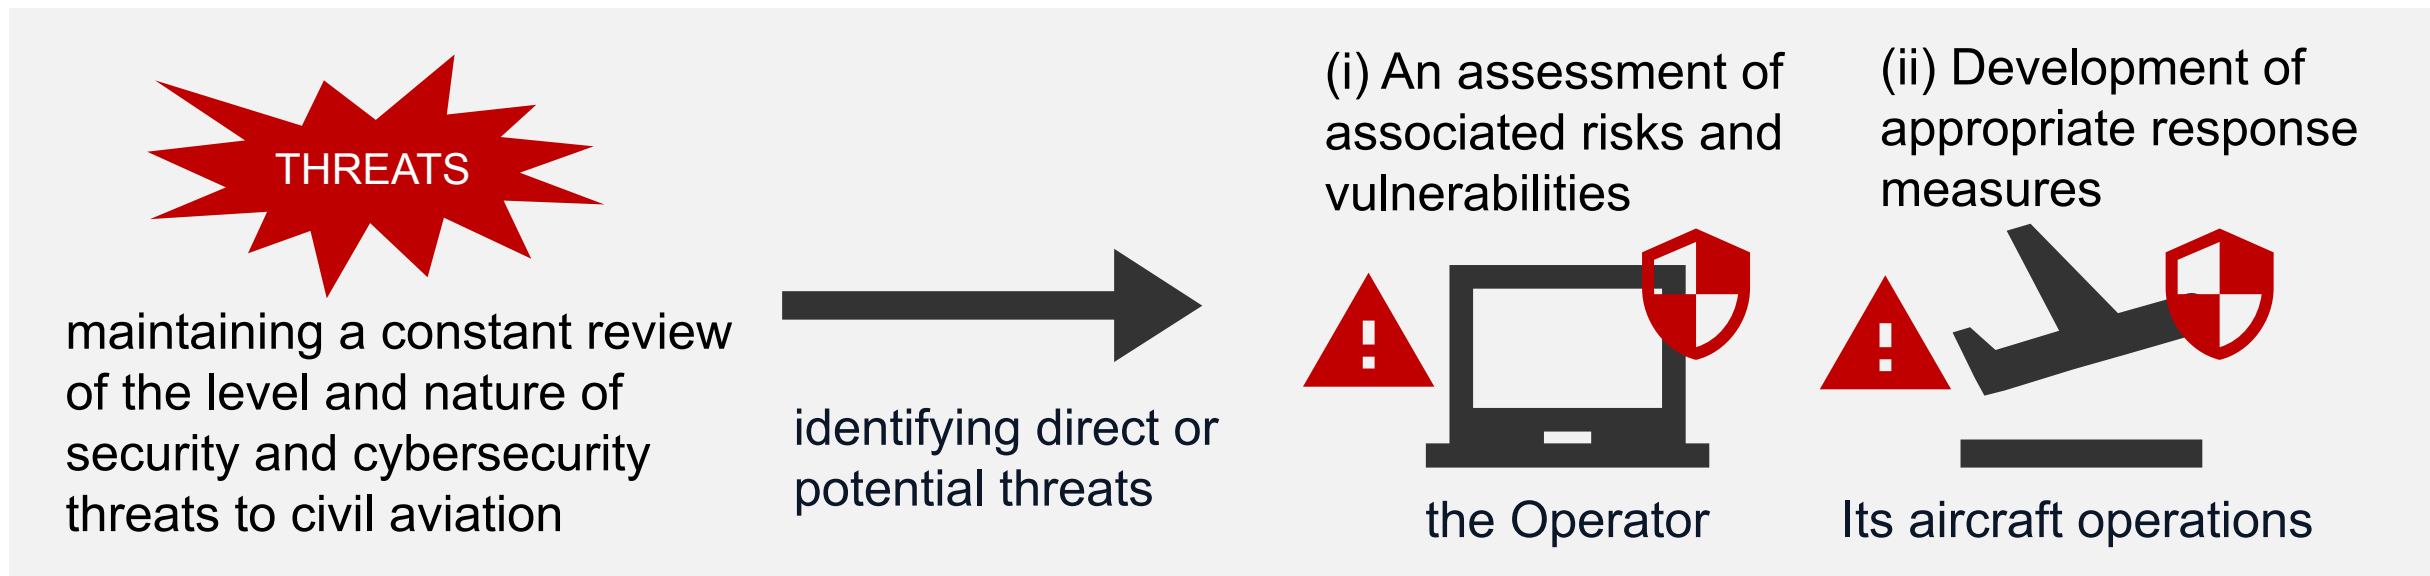 THREATS
maintaining a constant review
of the level and nature of
security and cybersecurity
threats to civil aviation
identifying direct or
potential threats
(i) An assessment of
associated risks and
vulnerabilities
the Operator
(ii) Development of
appropriate response
measures
Its aircraft operations